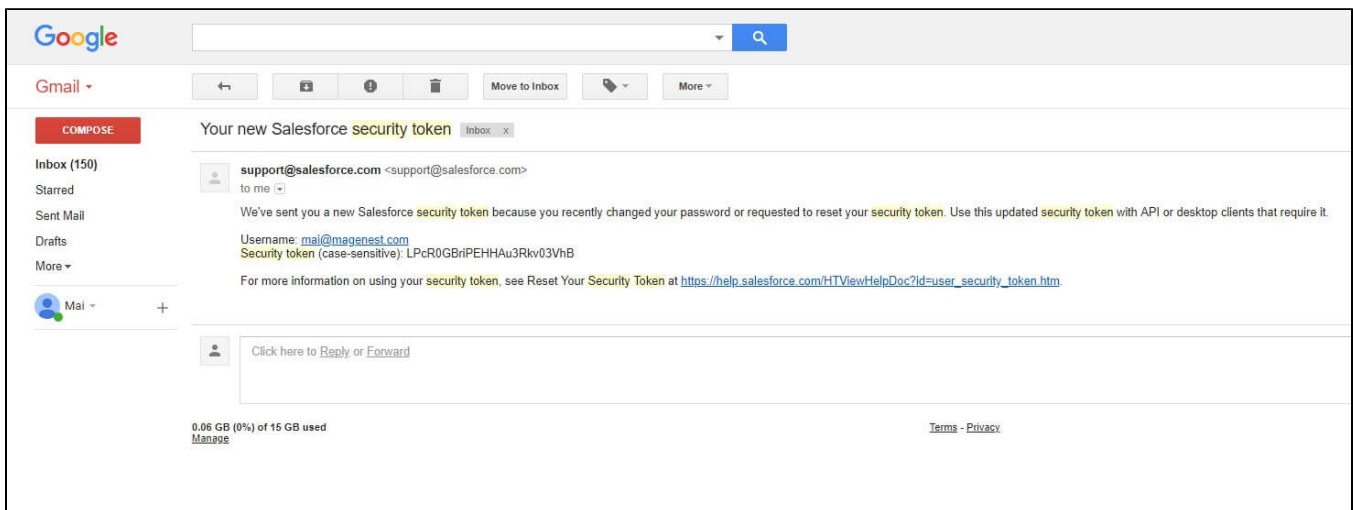 Google
Gmail
Move to Inbox
More
COMPOSE
Your new Salesforce security token Inbox x
Inbox (150)
Starred
Sent Mail
Drafts
More
Mai
support@salesforce.com <support@salesforce.com>
to me
We've sent you a new Salesforce security token because you recently changed your password or requested to reset your security token. Use this updated security token with API or desktop clients that require it.
Username: mai@magenest.com
Security token (case-sensitive): LPcR0GBriPEHHAu3Rkv03VhB
For more information on using your security token, see Reset Your Security Token at https://help.salesforce.com/HTViewHelpDoc?id=user_security_token.htm.
Click here to Reply or Forward
0.06 GB (0%) of 15 GB used
Manage
Terms - Privacy